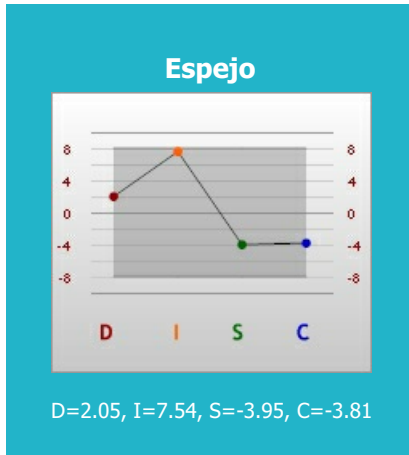 Espejo
8 8
4 4
0 0
-4 -4
-8 -8
D I S C
D=2.05, I=7.54, S=-3.95, C=-3.81